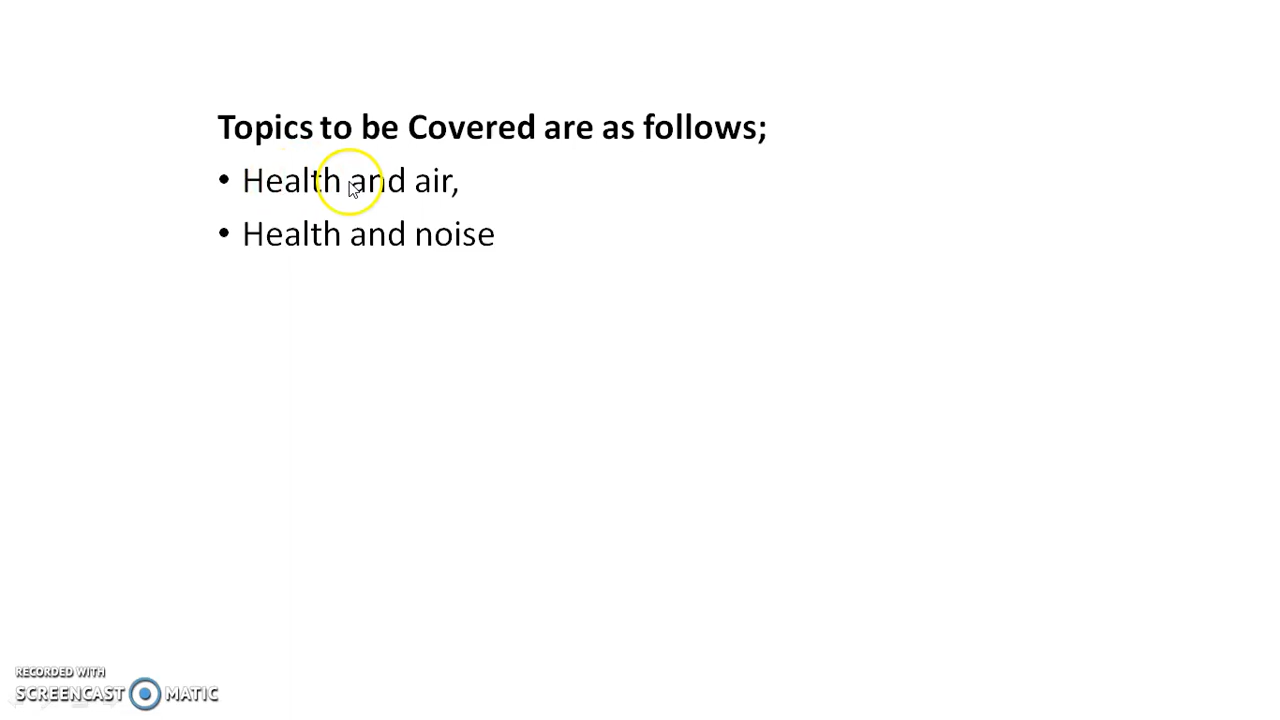 Topics to be Covered are as follows;
• Health and air,
• Health and noise
RECORDED WITH
SCREENCAST MATIC